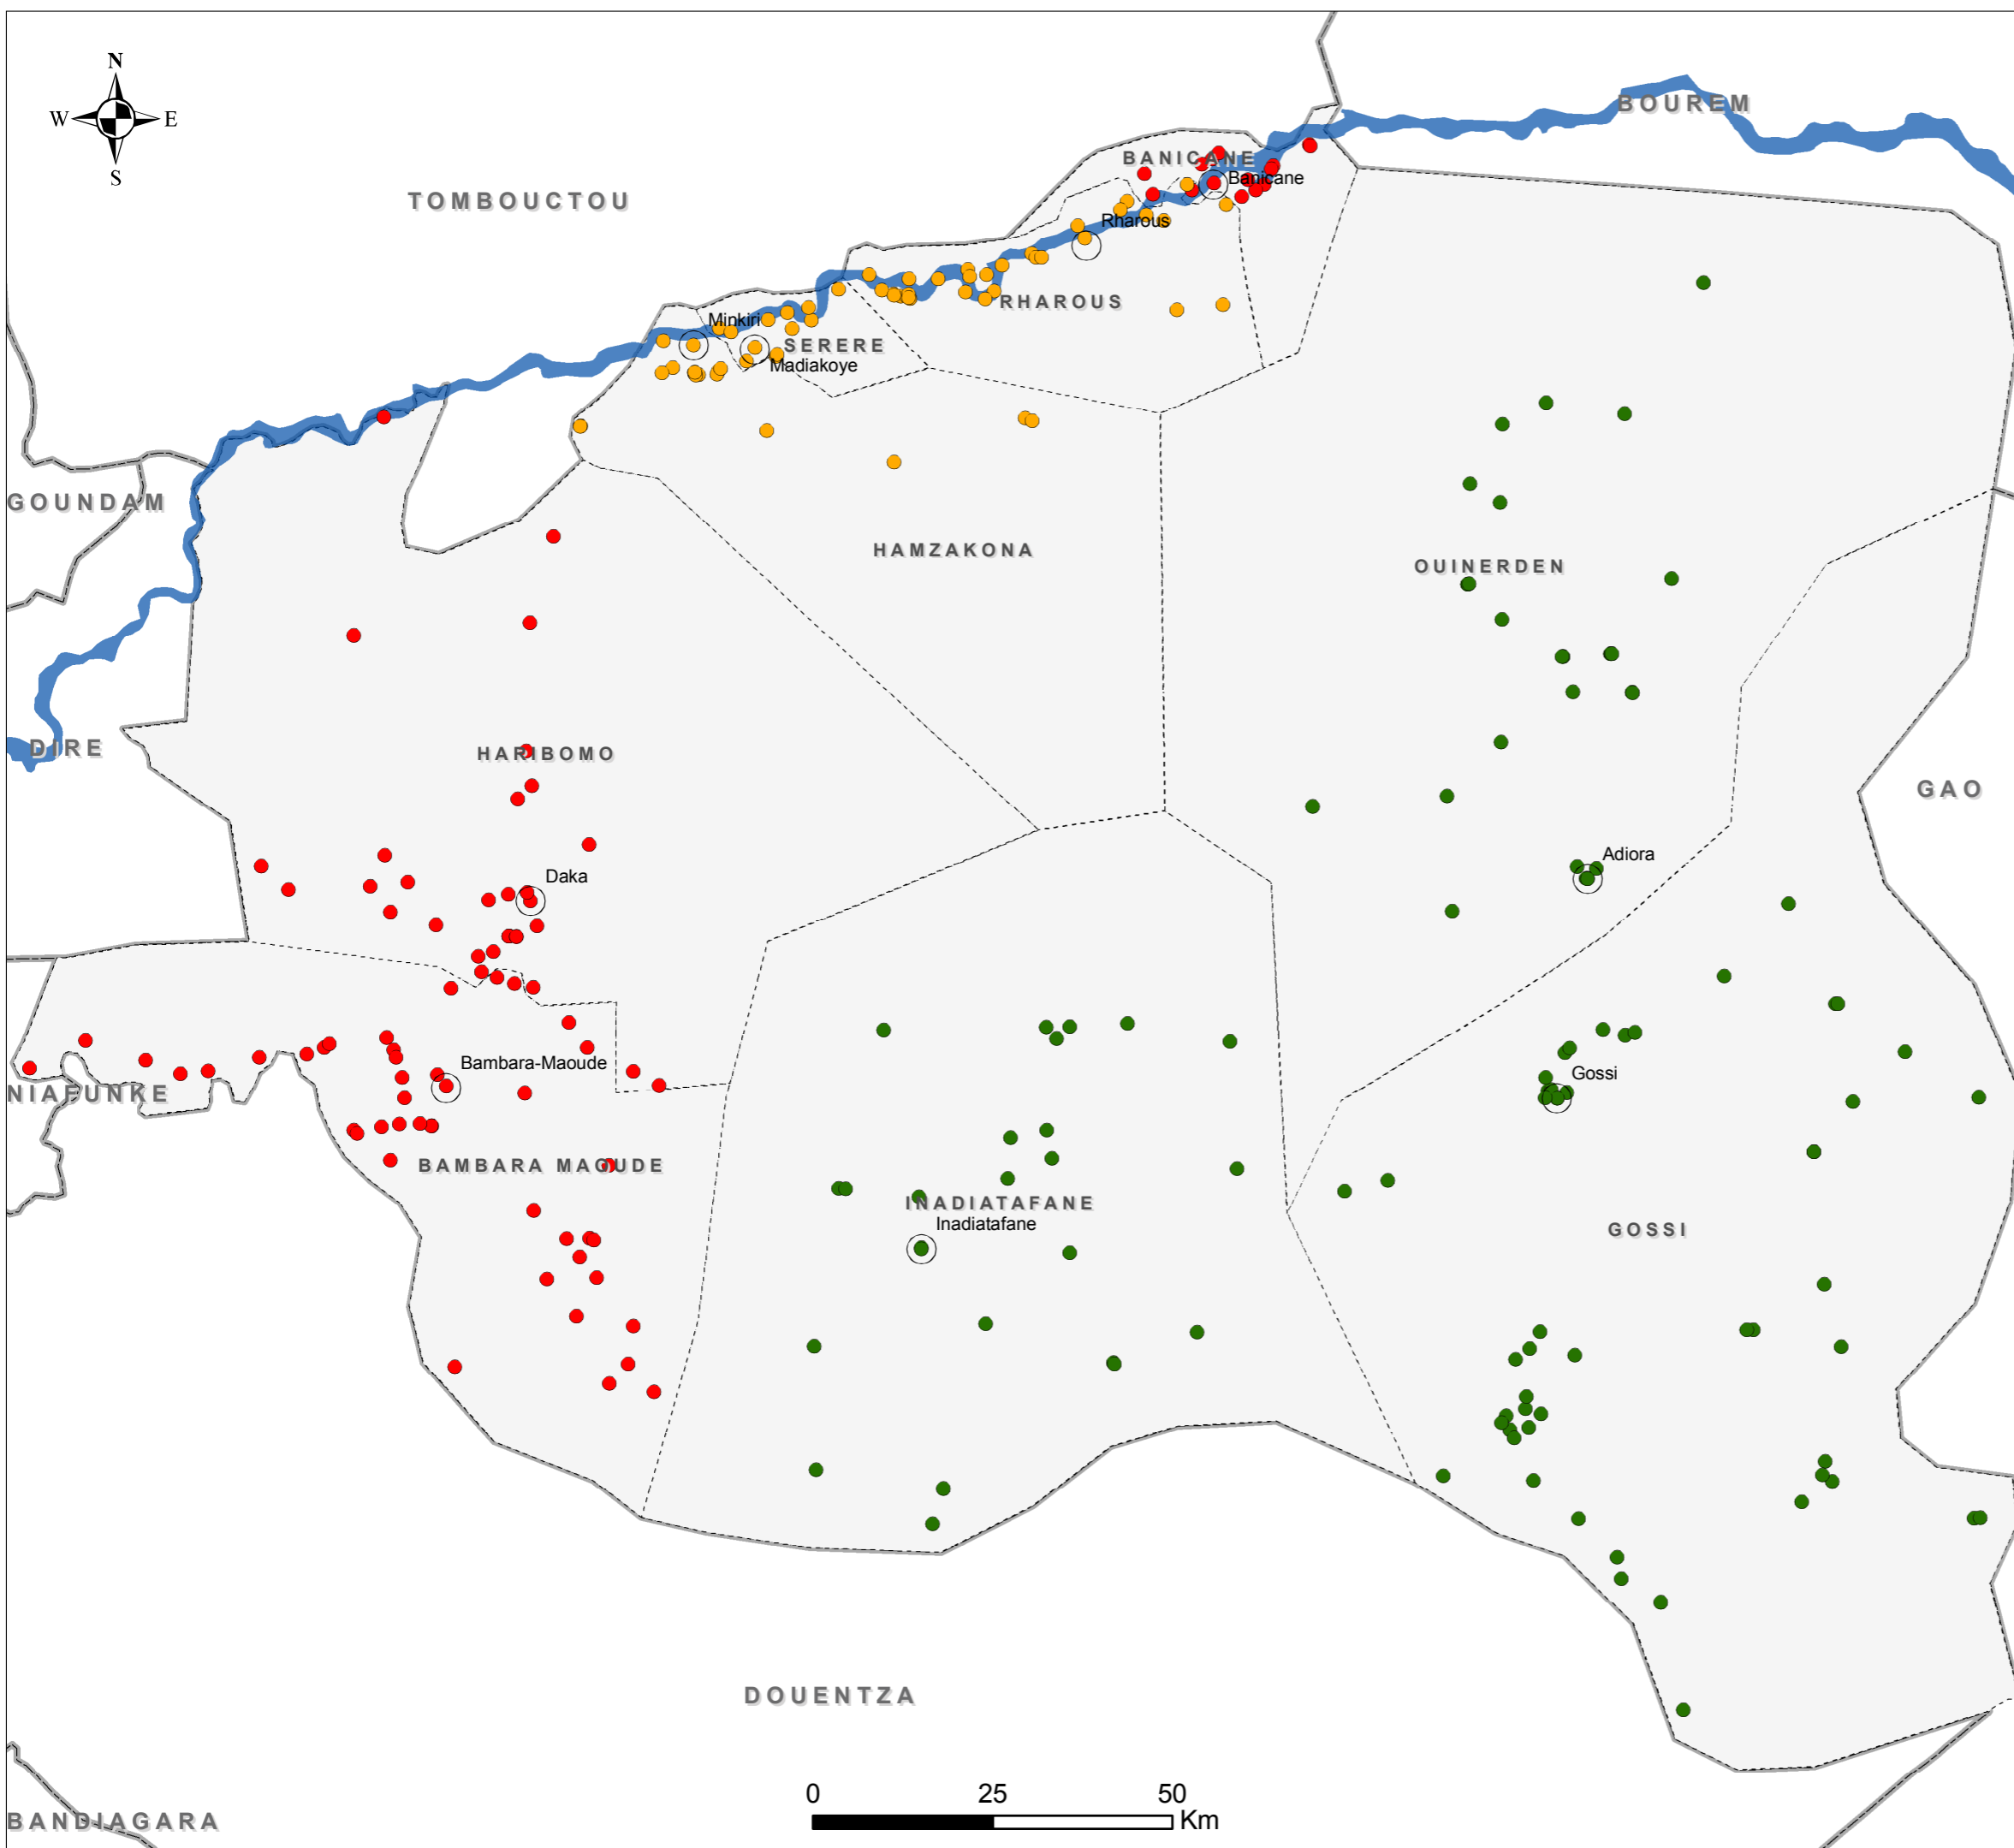 N
W E
S
BOUREM
TOMBOUCTOU
BANICANE
Banicane
Rharous
RHAROUS
Minkiri
SERERE
Madiakoye
GOUNDAM
HAMZAKONA
OUINERDEN
DIRE
HARIBOMO
GAO
Adiora
Daka
Bambara-Maoude
Gossi
NIAFUNKE
BAMBARA MAOUDE
INADIATAFANE
Inadiatafane
GOSSI
DOUENTZA
0 25 50
Km
BANDIAGARA